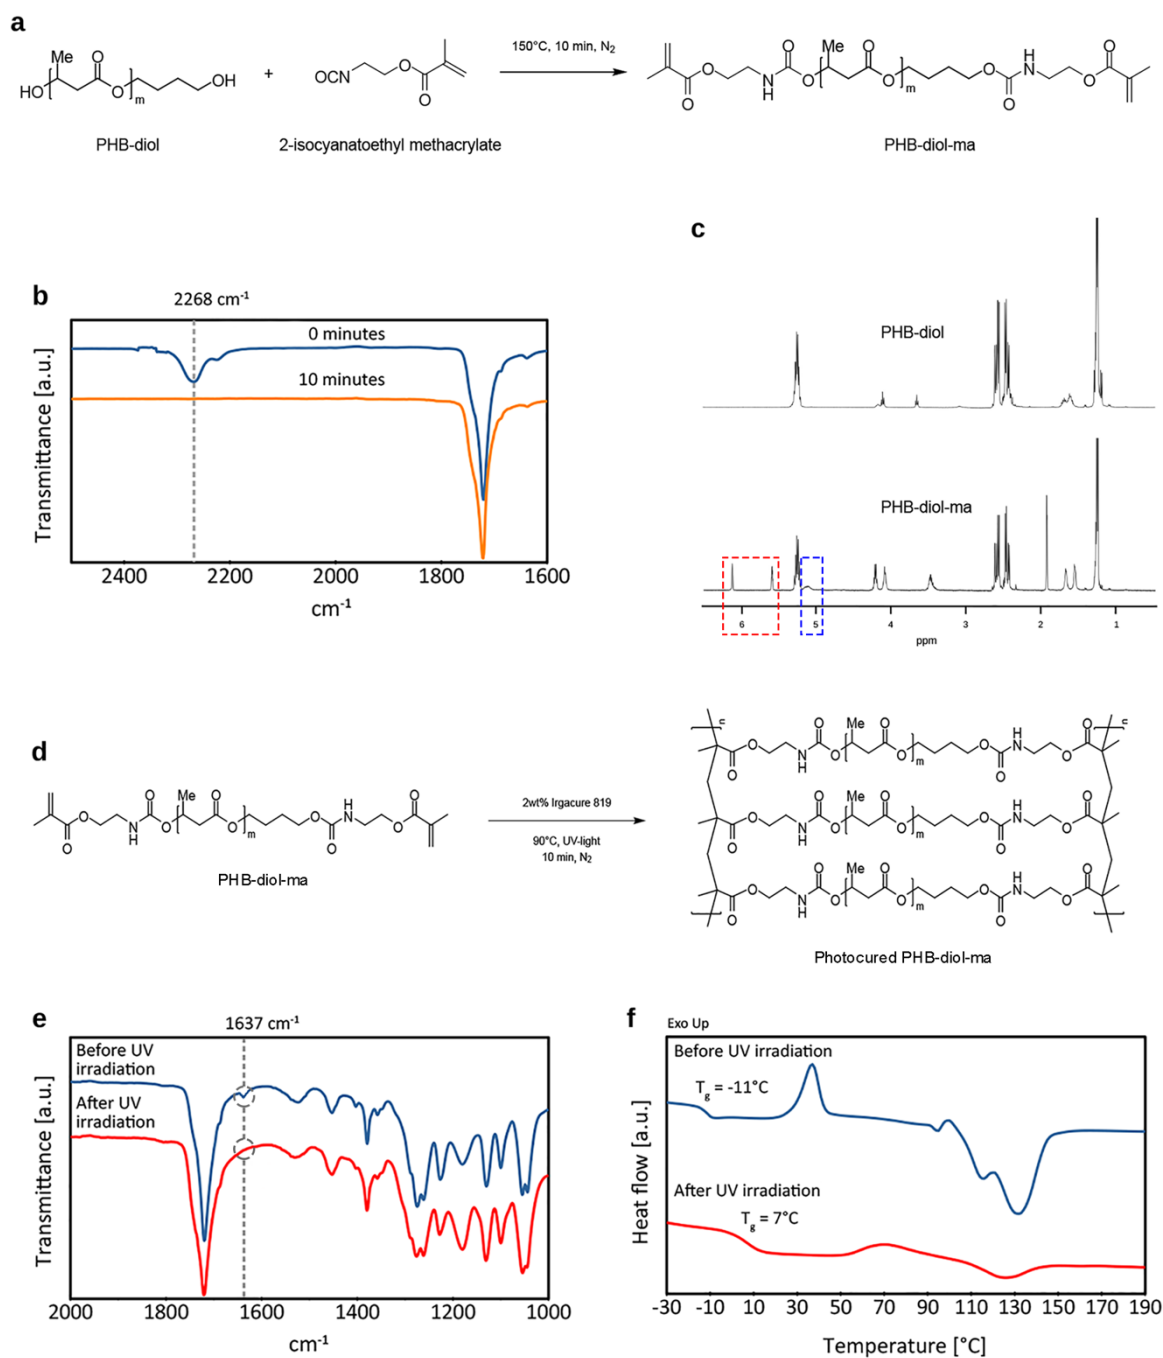 a
Me
O
HO
O
m
OH
+
OCN
O
O
150°C, 10 min, N2
O
O
N
H
O
O
Me
O
O
m
O
O
H
N
O
O
PHB-diol
2-isocyanatoethyl methacrylate
PHB-diol-ma
b
2268 cm-1
0 minutes
10 minutes
Transmittance [a.u.]
2400 2200 2000 1800 1600
cm-1
c
PHB-diol
PHB-diol-ma
6 5 4 3 2 1
ppm
d
O
O
N
H
O
O
Me
O
O
m
O
O
H
N
O
O
PHB-diol-ma
2wt% Irgacure 819
90°C, UV-light
10 min, N2
n
O
O
N
H
O
O
Me
O
O
m
O
O
H
N
O
O
n
O
O
N
H
O
O
Me
O
O
m
O
O
H
N
O
O
O
O
N
H
O
O
Me
O
O
m
O
O
H
N
O
O
Photocured PHB-diol-ma
e
1637 cm-1
Before UV
irradiation
After UV
irradiation
Transmittance [a.u.]
2000 1800 1600 1400 1200 1000
cm-1
f
Exo Up
Before UV irradiation
Tg = -11°C
After UV irradiation
Tg = 7°C
Heat flow [a.u.]
-30 -10 10 30 50 70 90 110 130 150 170 190
Temperature [°C]